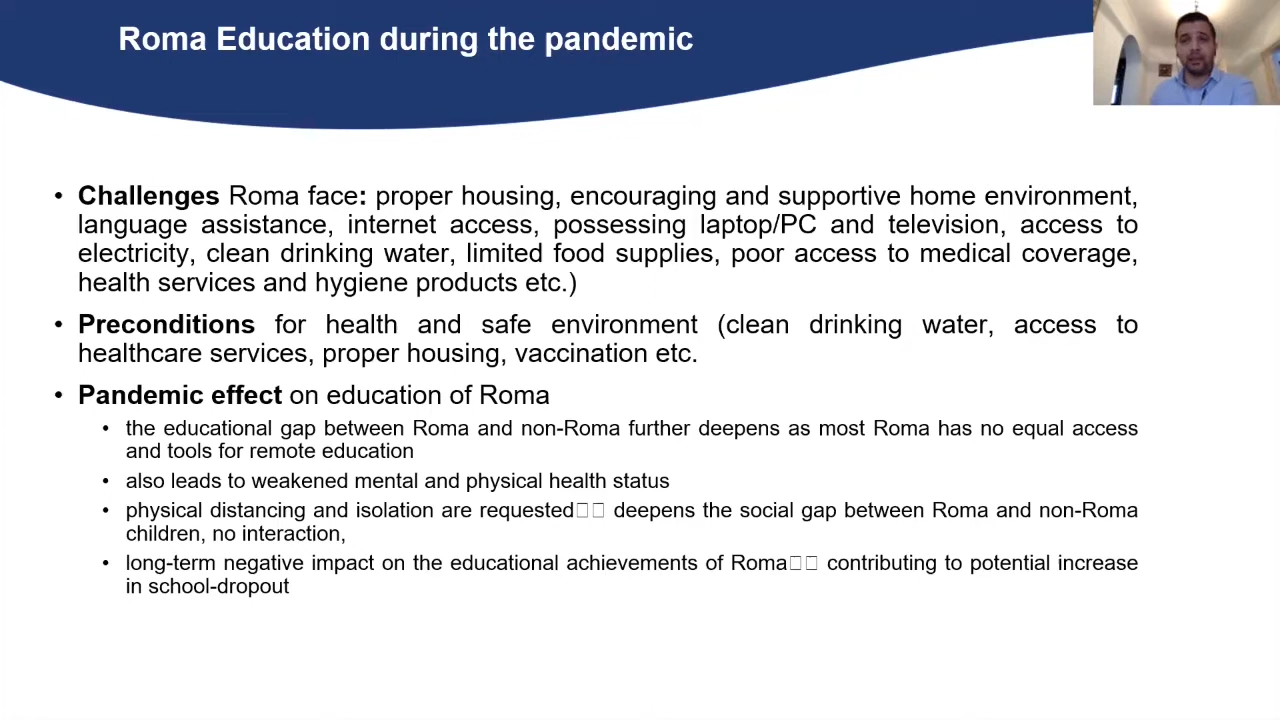 Roma Education during the pandemic
• Challenges Roma face: proper housing, encouraging and supportive home environment,
language assistance, internet access, possessing laptop/PC and television, access to
electricity, clean drinking water, limited food supplies, poor access to medical coverage,
health services and hygiene products etc.)
• Preconditions for health and safe environment (clean drinking water, access to
healthcare services, proper housing, vaccination etc.
• Pandemic effect on education of Roma
• the educational gap between Roma and non-Roma further deepens as most Roma has no equal access
and tools for remote education
• also leads to weakened mental and physical health status
• physical distancing and isolation are requested□□ deepens the social gap between Roma and non-Roma
children, no interaction,
• long-term negative impact on the educational achievements of Roma□□ contributing to potential increase
in school-dropout